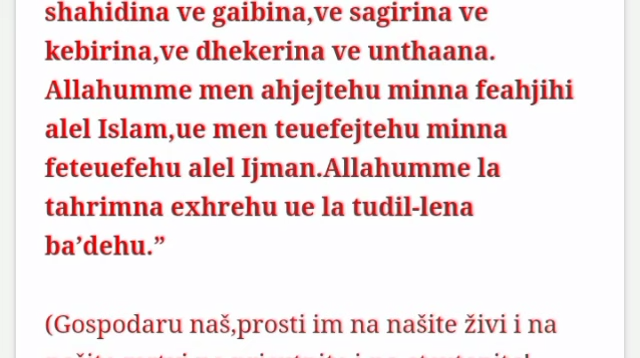 shahidina ve gaibina,ve sagirina ve
kebirina,ve dhekerina ve unthaana.
Allahumme men ahjejtehu minna feahjihi
alel Islam,ue men teuefejtehu minna
feteuefehu alel Ijman.Allahumme la
tahrimna exhrehu ue la tudil-lena
ba’dehu.”
(Gospodaru naš,prosti im na našite živi i na